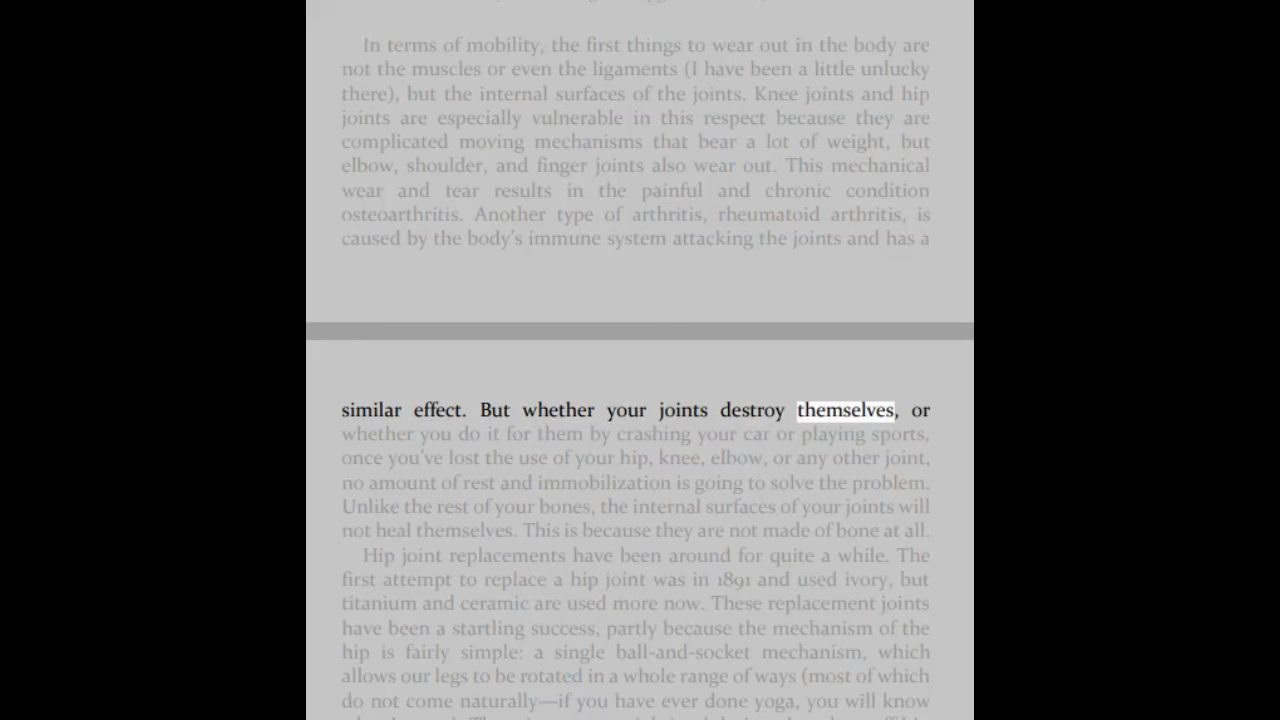 In terms of mobility, the first things to wear out in the body are
not the muscles or even the ligaments (I have been a little unlucky
there), but the internal surfaces of the joints. Knee joints and hip
joints are especially vulnerable in this respect because they are
complicated moving mechanisms that bear a lot of weight, but
elbow, shoulder, and finger joints also wear out. This mechanical
wear and tear results in the painful and chronic condition
osteoarthritis. Another type of arthritis, rheumatoid arthritis, is
caused by the body’s immune system attacking the joints and has a
similar effect. But whether your joints destroy themselves, or
whether you do it for them by crashing your car or playing sports,
once you’ve lost the use of your hip, knee, elbow, or any other joint,
no amount of rest and immobilization is going to solve the problem.
Unlike the rest of your bones, the internal surfaces of your joints will
not heal themselves. This is because they are not made of bone at all.
Hip joint replacements have been around for quite a while. The
first attempt to replace a hip joint was in 1891 and used ivory, but
titanium and ceramic are used more now. These replacement joints
have been a startling success, partly because the mechanism of the
hip is fairly simple: a single ball-and-socket mechanism, which
allows our legs to be rotated in a whole range of ways (most of which
do not come naturally—if you have ever done yoga, you will know